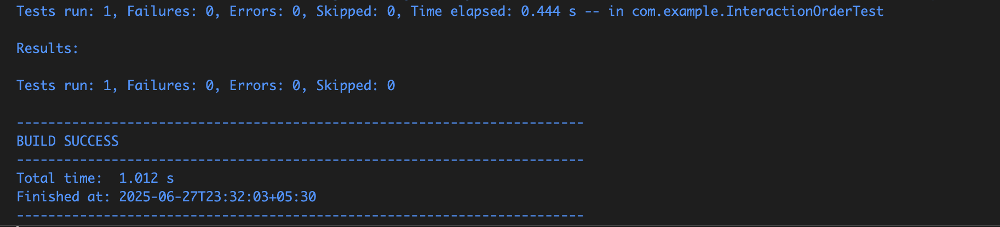 Tests run: 1, Failures: 0, Errors: 0, Skipped: 0, Time elapsed: 0.444 s -- in com.example.InteractionOrderTest
Results:
Tests run: 1, Failures: 0, Errors: 0, Skipped: 0
------------------------------------------------------------------------
BUILD SUCCESS
------------------------------------------------------------------------
Total time:  1.012 s
Finished at: 2025-06-27T23:32:03+05:30
------------------------------------------------------------------------